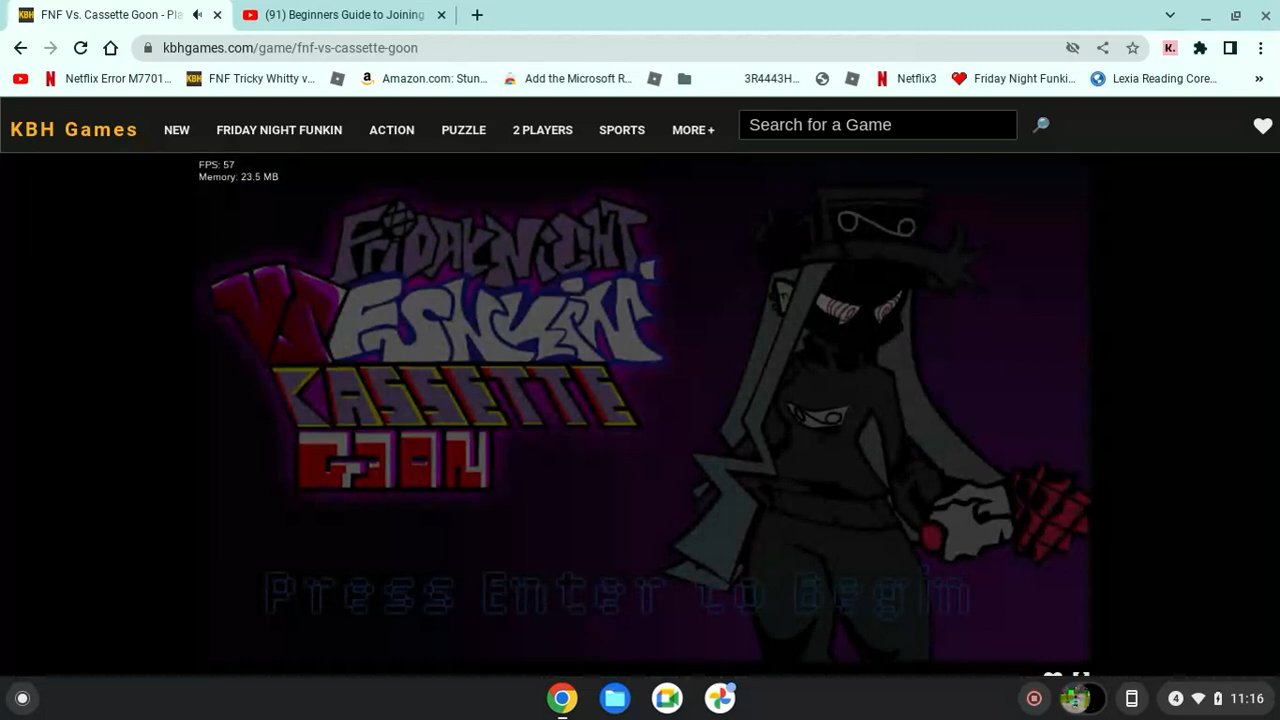 FNF Vs. Cassette Goon - Pla
(91) Beginners Guide to Joining
kbhgames.com/game/fnf-vs-cassette-goon
K.
Netflix Error M7701...
FNF Tricky Whitty v...
Amazon.com: Stun...
Add the Microsoft R...
3R4443H...
Netflix3
Friday Night Funki...
Lexia Reading Core...
»
KBH Games
NEW
FRIDAY NIGHT FUNKIN
ACTION
PUZZLE
2 PLAYERS
SPORTS
MORE +
Search for a Game
FPS: 57
Memory: 23.5 MB
FRiDAY NiGHT
VS FUNKiN'
CASSETTE
GOON
Press Enter to Begin
4
11:16